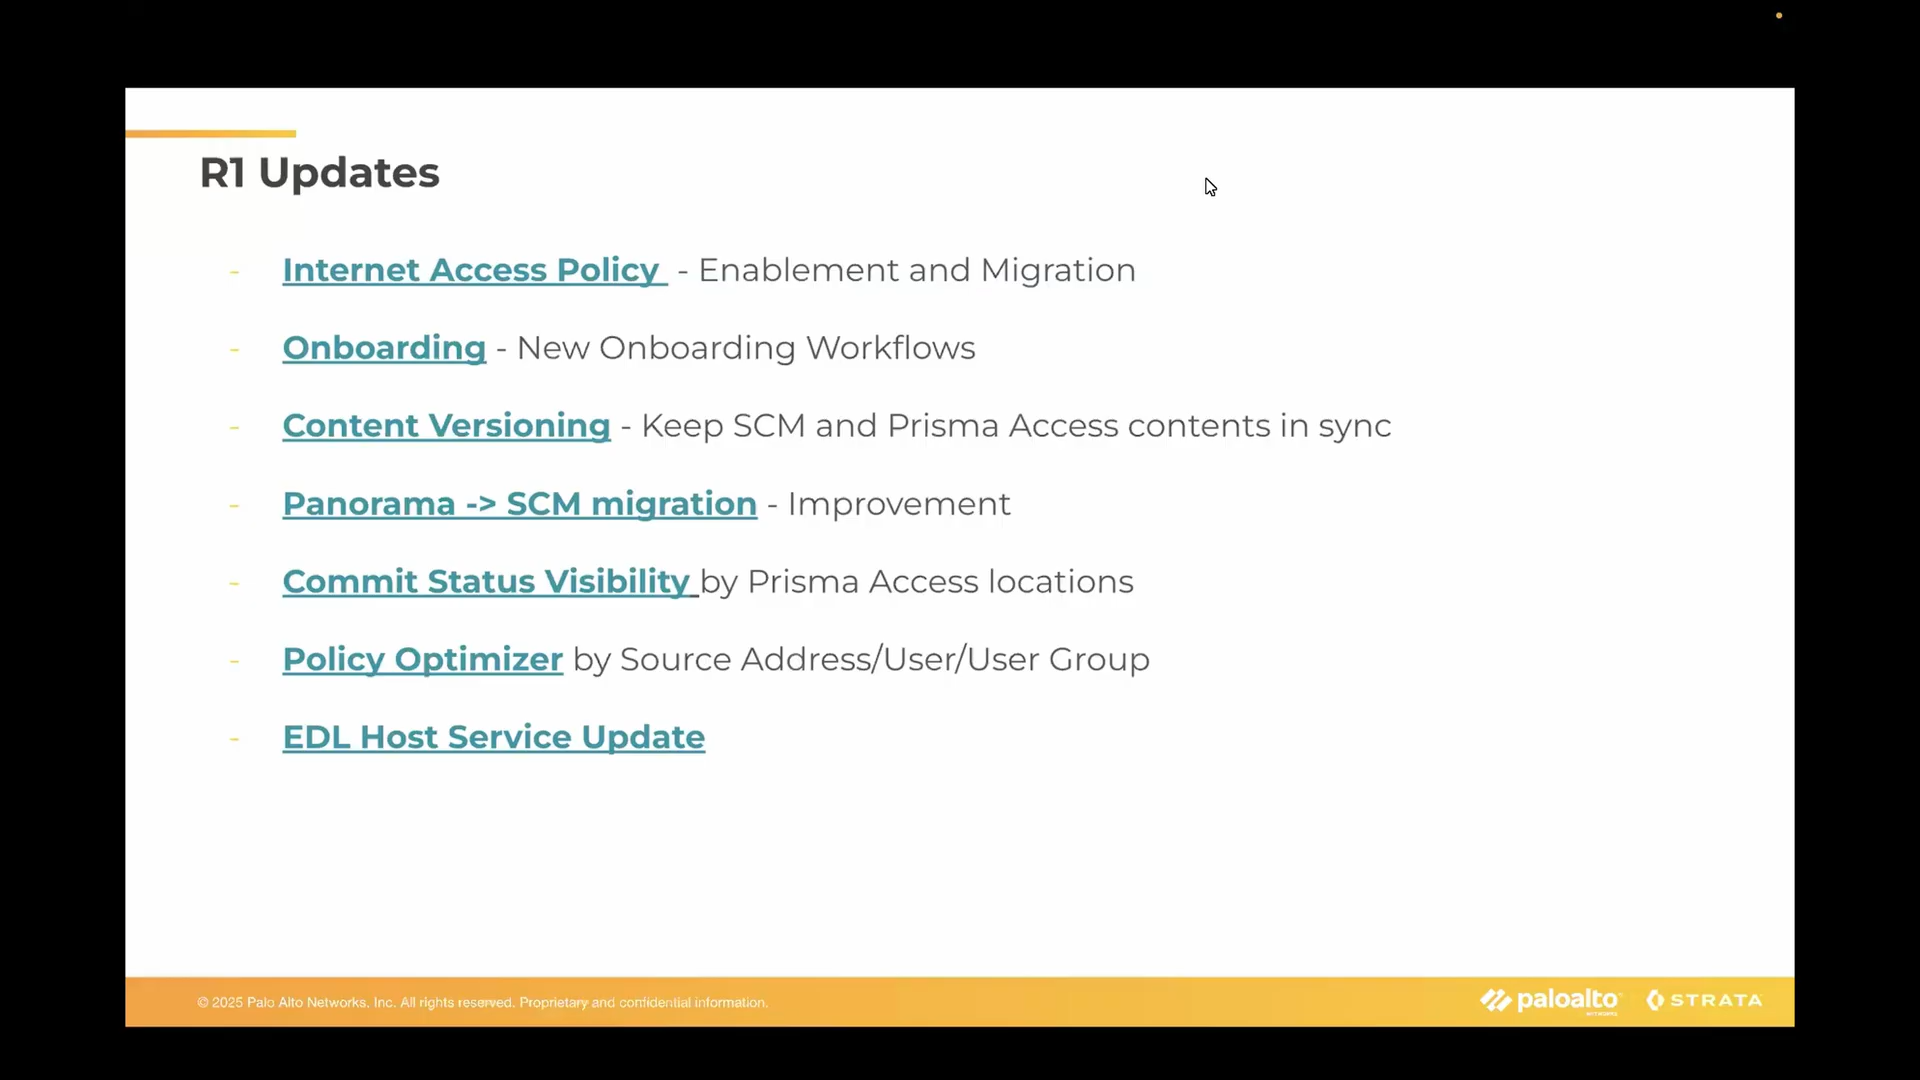 R1 Updates
- Internet Access Policy - Enablement and Migration
- Onboarding - New Onboarding Workflows
- Content Versioning - Keep SCM and Prisma Access contents in sync
- Panorama -> SCM migration - Improvement
- Commit Status Visibility by Prisma Access locations
- Policy Optimizer by Source Address/User/User Group
- EDL Host Service Update
© 2025 Palo Alto Networks, Inc. All rights reserved. Proprietary and confidential information.
paloalto
NETWORKS
STRATA